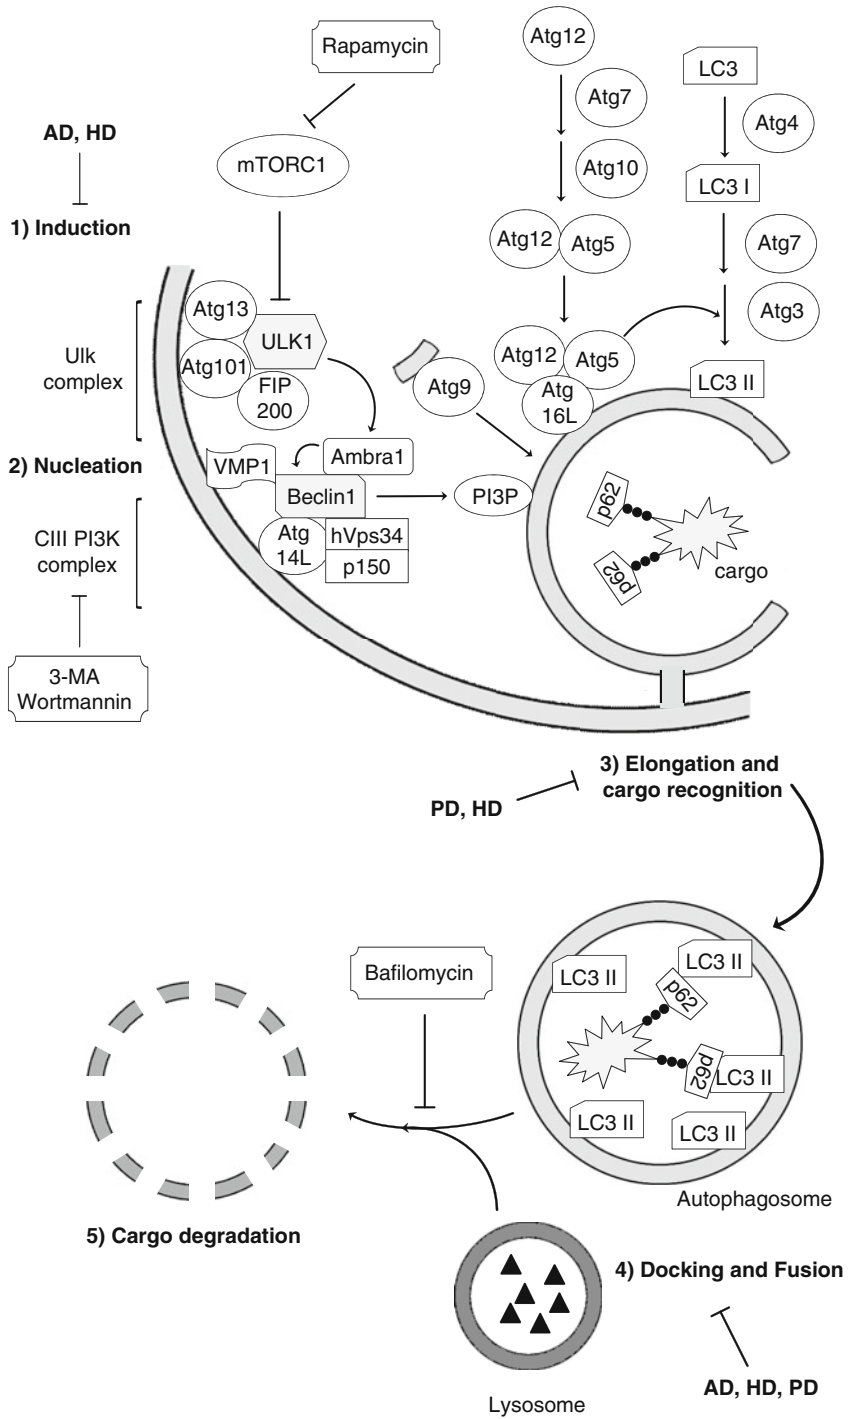 Rapamycin
Atg12
LC3
Atg7
Atg4
AD, HD
mTORC1
Atg10
LC3 I
1) Induction
Atg12
Atg5
Atg7
Atg13
Atg3
ULK1
Ulk
complex
Atg101
FIP
200
Atg9
Atg12
Atg5
Atg
16L
LC3 II
2) Nucleation
VMP1
Ambra1
Beclin1
PI3P
p62
CIII PI3K
complex
Atg
14L
hVps34
p150
p62
cargo
3-MA
Wortmannin
3) Elongation and
cargo recognition
PD, HD
Bafilomycin
LC3 II
LC3 II
p62
p62
LC3 II
LC3 II
LC3 II
Autophagosome
5) Cargo degradation
4) Docking and Fusion
AD, HD, PD
Lysosome